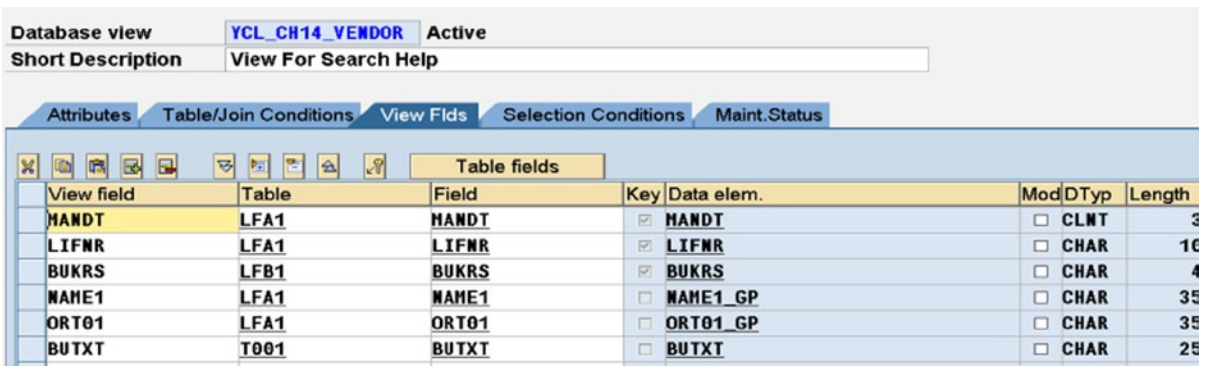 Database view YCL_CH14_VENDOR Active
Short Description View For Search Help
Attributes Table/Join Conditions View Flds Selection Conditions Maint.Status
Table fields
View field Table Field Key Data elem. Mod DTyp Length
MANDT LFA1 MANDT MANDT CLNT 3
LIFNR LFA1 LIFNR LIFNR CHAR 10
BUKRS LFB1 BUKRS BUKRS CHAR 4
NAME1 LFA1 NAME1 NAME1_GP CHAR 35
ORT01 LFA1 ORT01 ORT01_GP CHAR 35
BUTXT T001 BUTXT BUTXT CHAR 25